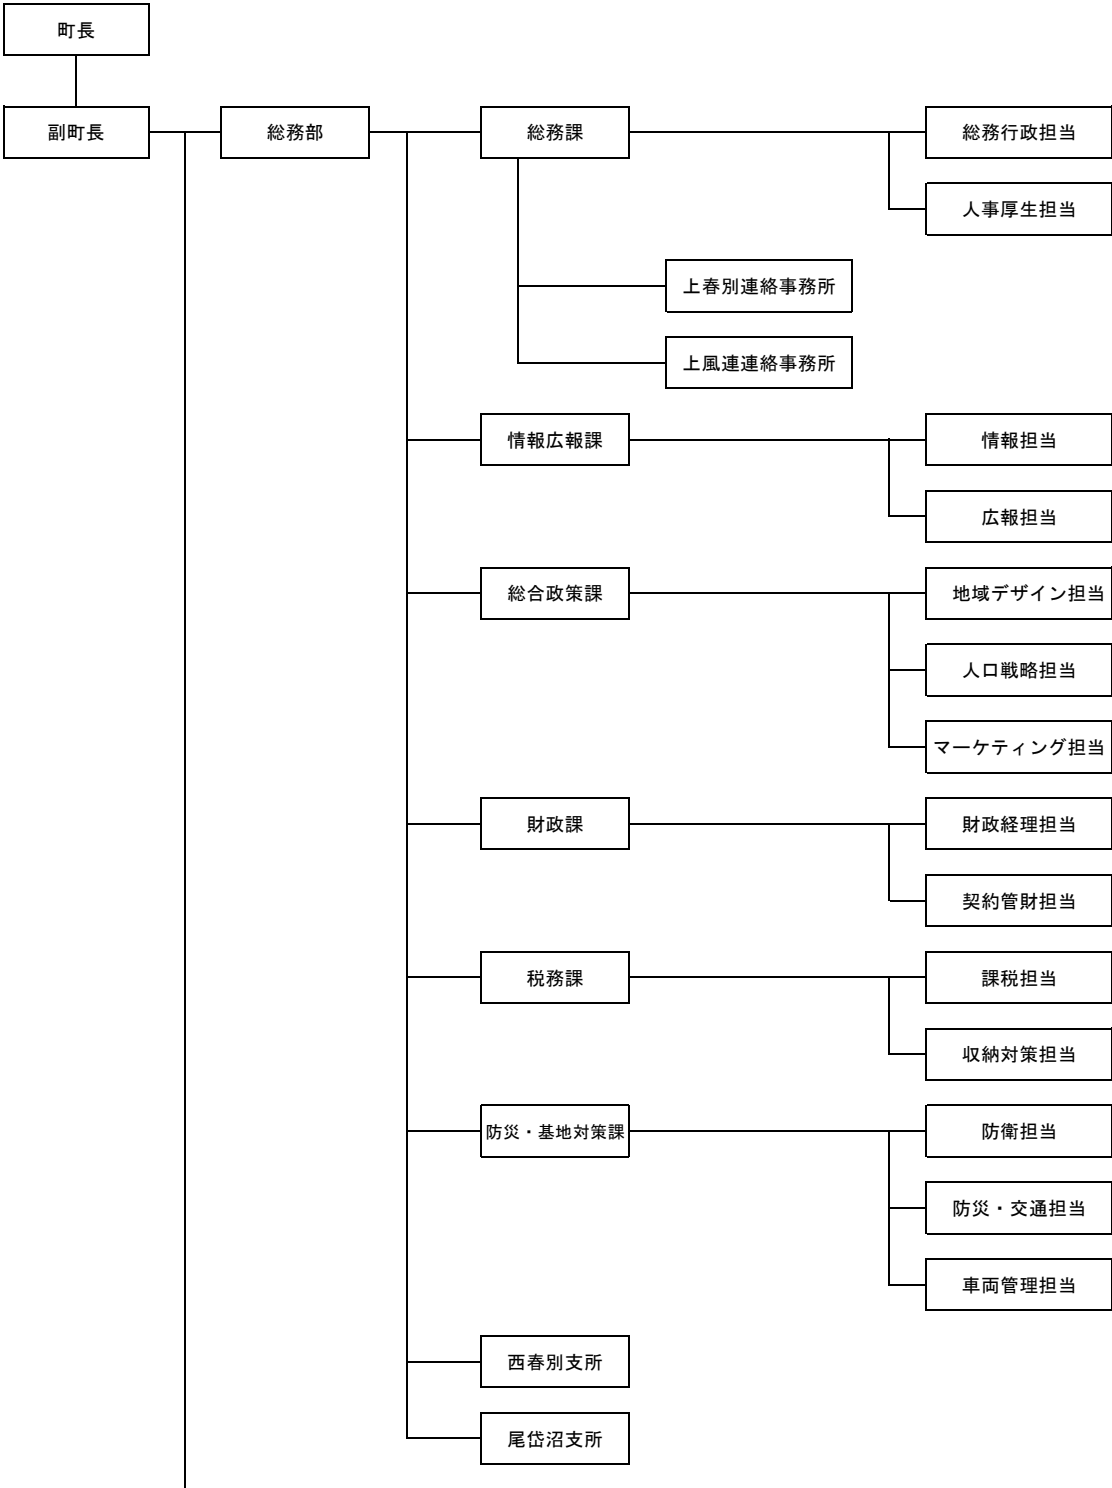 町長
副町長
総務部
総務課
総務行政担当
人事厚生担当
上春別連絡事務所
上風連連絡事務所
情報広報課
情報担当
広報担当
総合政策課
地域デザイン担当
人口戦略担当
マーケティング担当
財政課
財政経理担当
契約管財担当
税務課
課税担当
収納対策担当
防災・基地対策課
防衛担当
防災・交通担当
車両管理担当
西春別支所
尾岱沼支所